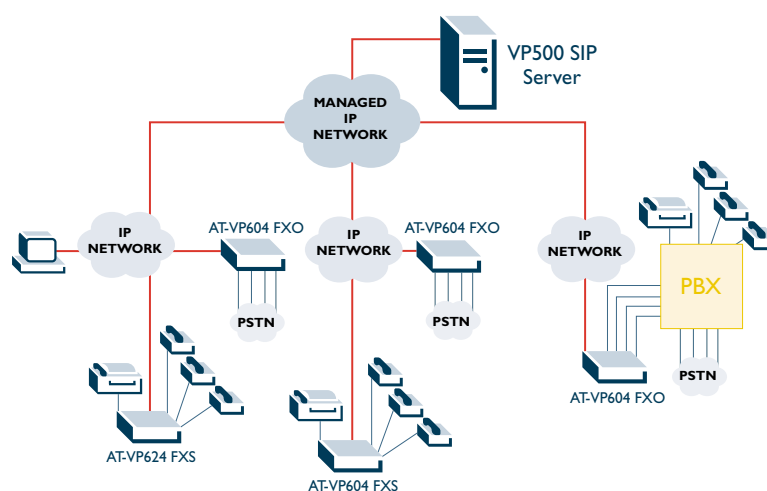 VP500 SIP
Server
MANAGED
IP
NETWORK
IP
NETWORK
AT-VP604 FXO
IP
NETWORK
AT-VP604 FXO
IP
NETWORK
PBX
PSTN
PSTN
PSTN
AT-VP604 FXO
AT-VP624 FXS
AT-VP604 FXS